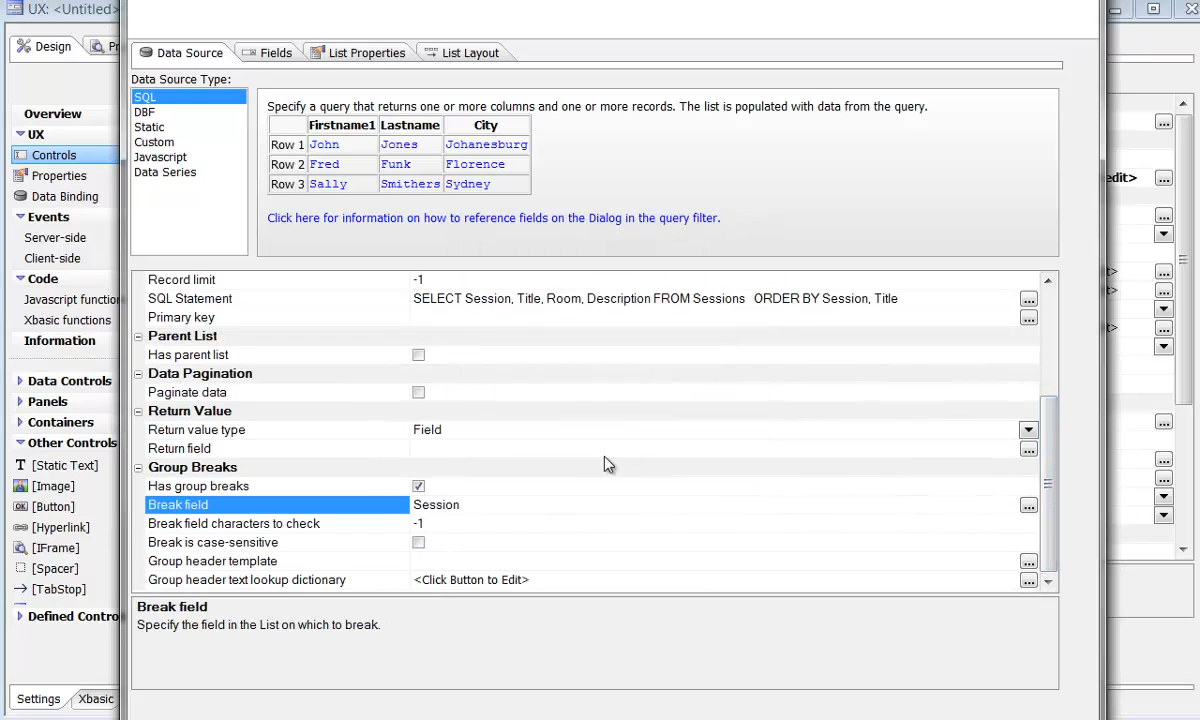 UX: <Untitled>
Design
Pr
Overview
UX
Controls
Properties
Data Binding
Events
Server-side
Client-side
Code
Javascript function
Xbasic functions
Information
Data Controls
Panels
Containers
Other Controls
[Static Text]
[Image]
[Button]
[Hyperlink]
[IFrame]
[Spacer]
[TabStop]
Defined Contro
Settings
Xbasic
Data Source
Fields
List Properties
List Layout
Data Source Type:
SQL
DBF
Static
Custom
Javascript
Data Series
Specify a query that returns one or more columns and one or more records. The list is populated with data from the query.
Firstname1 Lastname City
Row 1 John Jones Johanesburg
Row 2 Fred Funk Florence
Row 3 Sally Smithers Sydney
Click here for information on how to reference fields on the Dialog in the query filter.
Record limit -1
SQL Statement SELECT Session, Title, Room, Description FROM Sessions ORDER BY Session, Title
Primary key
Parent List
Has parent list
Data Pagination
Paginate data
Return Value
Return value type Field
Return field
Group Breaks
Has group breaks
Break field Session
Break field characters to check -1
Break is case-sensitive
Group header template
Group header text lookup dictionary <Click Button to Edit>
Break field
Specify the field in the List on which to break.
edit>